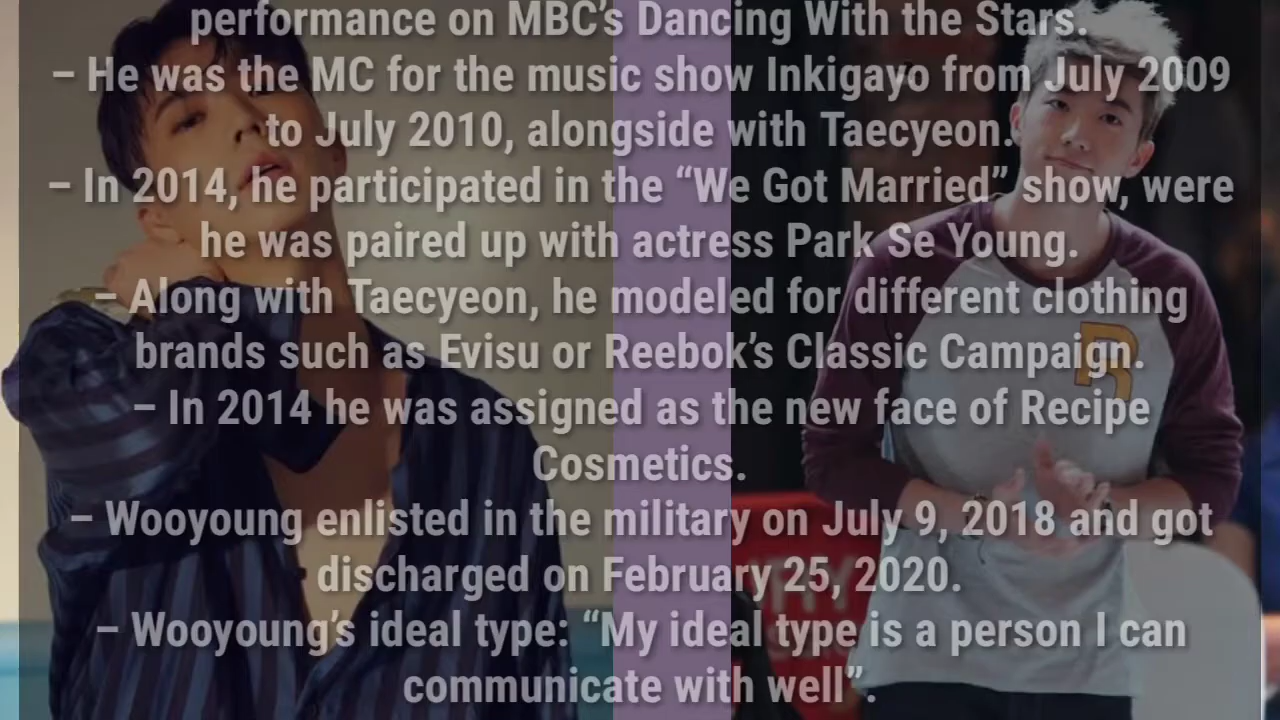 performance on MBC’s Dancing With the Stars.
– He was the MC for the music show Inkigayo from July 2009
to July 2010, alongside with Taecyeon.
– In 2014, he participated in the “We Got Married” show, were
he was paired up with actress Park Se Young.
– Along with Taecyeon, he modeled for different clothing
brands such as Evisu or Reebok’s Classic Campaign.
– In 2014 he was assigned as the new face of Recipe
Cosmetics.
– Wooyoung enlisted in the military on July 9, 2018 and got
discharged on February 25, 2020.
– Wooyoung’s ideal type: “My ideal type is a person I can
communicate with well”.